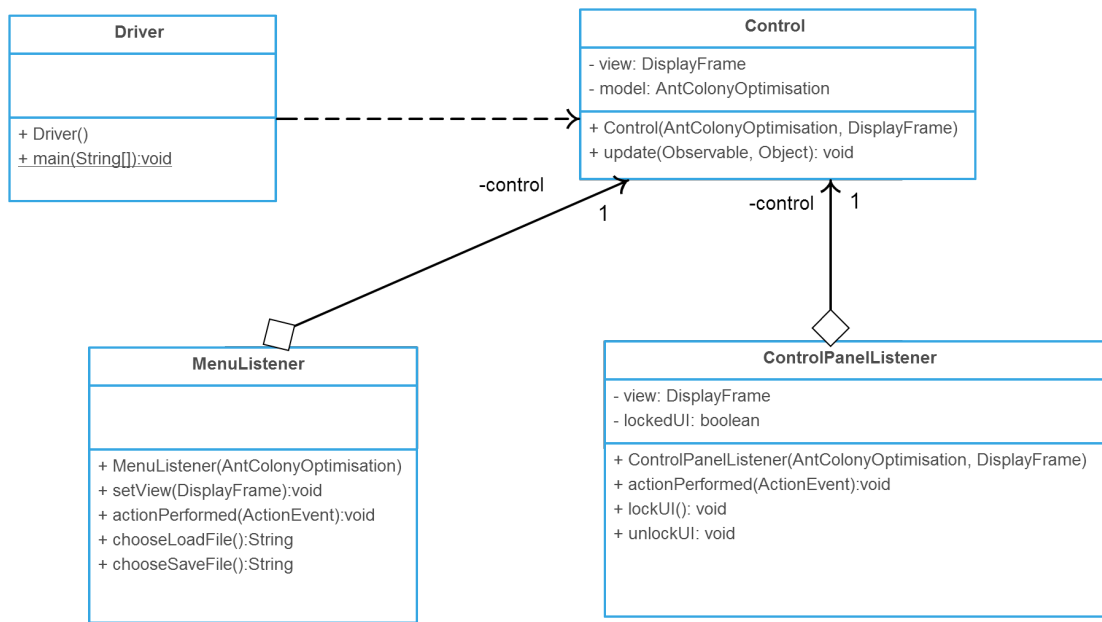 Driver
+ Driver()
+ main(String[]):void
Control
- view: DisplayFrame
- model: AntColonyOptimisation
+ Control(AntColonyOptimisation, DisplayFrame)
+ update(Observable, Object): void
-control
1
-control
1
MenuListener
+ MenuListener(AntColonyOptimisation)
+ setView(DisplayFrame):void
+ actionPerformed(ActionEvent):void
+ chooseLoadFile():String
+ chooseSaveFile():String
ControlPanelListener
- view: DisplayFrame
- lockedUI: boolean
+ ControlPanelListener(AntColonyOptimisation, DisplayFrame)
+ actionPerformed(ActionEvent):void
+ lockUI(): void
+ unlockUI: void